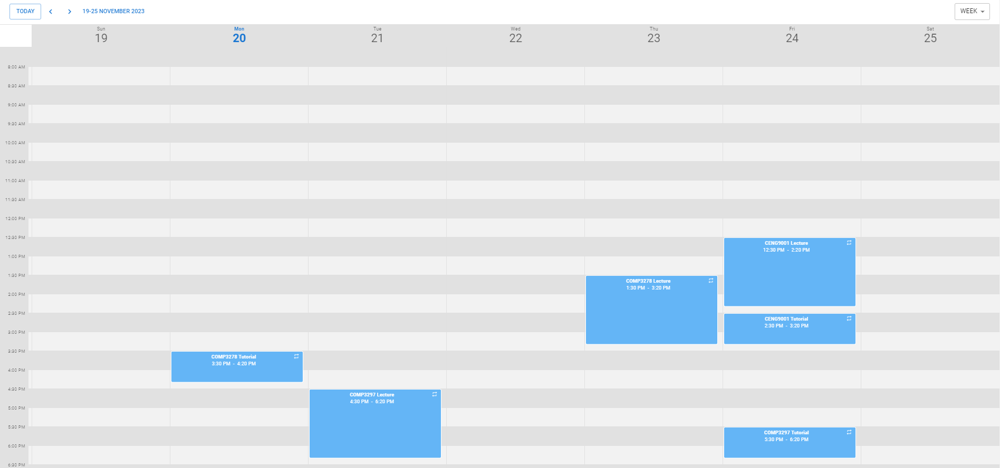 TODAY
19-25 NOVEMBER 2023
WEEK
Sun
19
Mon
20
Tue
21
Wed
22
Thu
23
Fri
24
Sat
25
8:00 AM
8:30 AM
9:00 AM
9:30 AM
10:00 AM
10:30 AM
11:00 AM
11:30 AM
12:00 PM
12:30 PM
1:00 PM
1:30 PM
2:00 PM
2:30 PM
3:00 PM
3:30 PM
4:00 PM
4:30 PM
5:00 PM
5:30 PM
6:00 PM
6:30 PM
COMP3278 Tutorial
3:30 PM - 4:20 PM
COMP3297 Lecture
4:30 PM - 6:20 PM
COMP3278 Lecture
1:30 PM - 3:20 PM
CENG9001 Lecture
12:30 PM - 2:20 PM
CENG9001 Tutorial
2:30 PM - 3:20 PM
COMP3297 Tutorial
5:30 PM - 6:20 PM